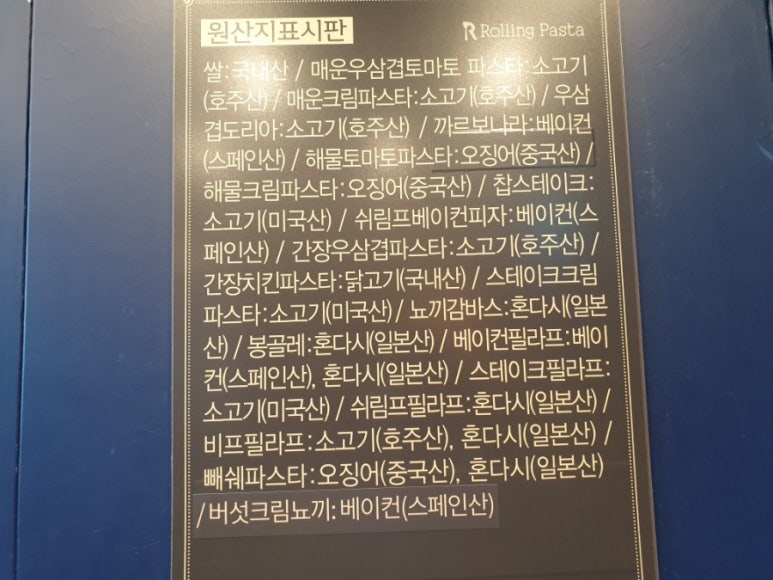 원산지표시판
Rolling Pasta
쌀:국내산 / 매운우삼겹토마토 파스타:소고기
(호주산) / 매운크림파스타:소고기(호주산) / 우삼
겹도리아:소고기(호주산) / 까르보나라:베이컨
(스페인산) / 해물토마토파스타:오징어(중국산) /
해물크림파스타:오징어(중국산) / 찹스테이크:
소고기(미국산) / 쉬림프베이컨피자:베이컨(스
페인산) / 간장우삼겹파스타:소고기(호주산) /
간장치킨파스타:닭고기(국내산) / 스테이크크림
파스타:소고기(미국산) / 뇨끼감바스:혼다시(일본
산) / 봉골레:혼다시(일본산) / 베이컨필라프:베이
컨(스페인산), 혼다시(일본산) / 스테이크필라프:
소고기(미국산) / 쉬림프필라프:혼다시(일본산) /
비프필라프:소고기(호주산), 혼다시(일본산) /
빼쉐파스타:오징어(중국산), 혼다시(일본산)
/버섯크림뇨끼:베이컨(스페인산)